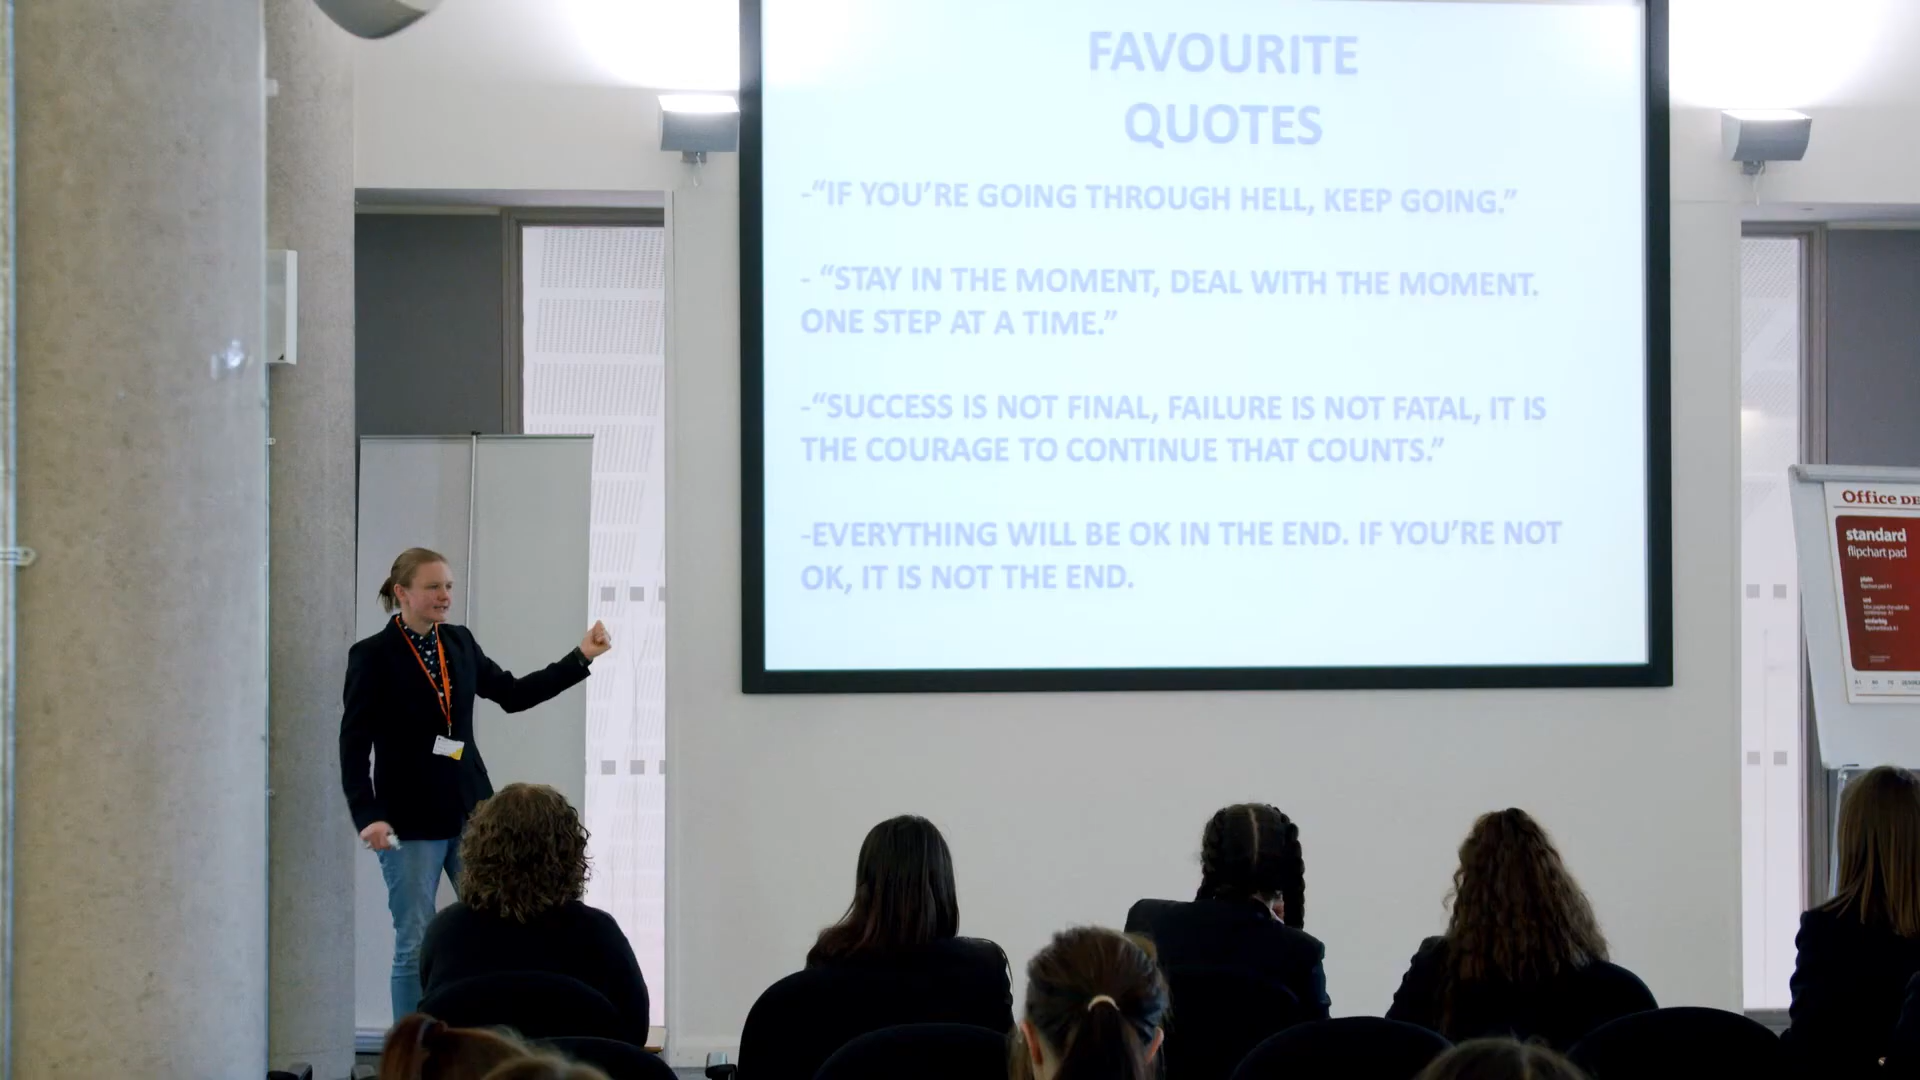 FAVOURITE
QUOTES
-“IF YOU’RE GOING THROUGH HELL, KEEP GOING.”
- “STAY IN THE MOMENT, DEAL WITH THE MOMENT.
ONE STEP AT A TIME.”
-“SUCCESS IS NOT FINAL, FAILURE IS NOT FATAL, IT IS
THE COURAGE TO CONTINUE THAT COUNTS.”
-EVERYTHING WILL BE OK IN THE END. IF YOU’RE NOT
OK, IT IS NOT THE END.
Office DE
standard
flipchart pad
plain